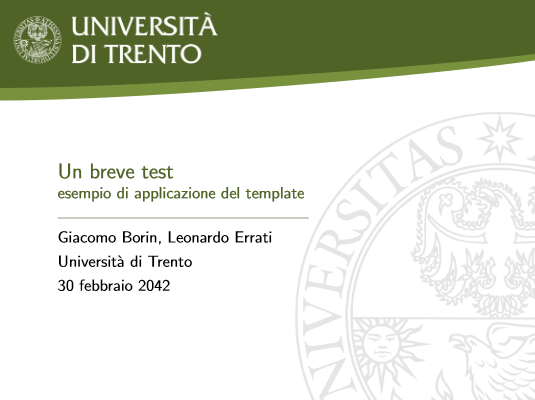 UNIVERSITÀ
DI TRENTO
UNIVERSITAS
Un breve test
esempio di applicazione del template
Giacomo Borin, Leonardo Errati
Università di Trento
30 febbraio 2042